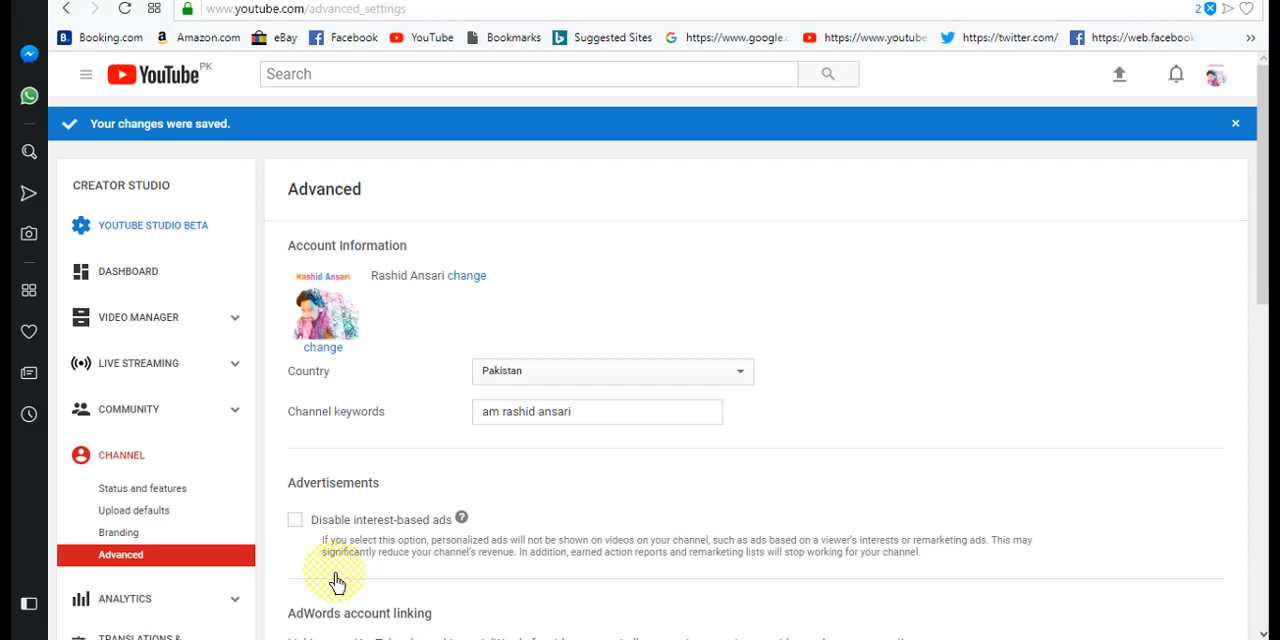 www.youtube.com/advanced_settings
2
Booking.com
Amazon.com
eBay
Facebook
YouTube
Bookmarks
Suggested Sites
https://www.google.c
https://www.youtube
https://twitter.com/
https://web.facebook
YouTube PK
Search
Your changes were saved.
CREATOR STUDIO
YOUTUBE STUDIO BETA
DASHBOARD
VIDEO MANAGER
LIVE STREAMING
COMMUNITY
CHANNEL
Status and features
Upload defaults
Branding
Advanced
ANALYTICS
TRANSLATIONS &
Advanced
Account Information
Rashid Ansari
Rashid Ansari change
change
Country
Pakistan
Channel keywords
am rashid ansari
Advertisements
Disable interest-based ads ?
If you select this option, personalized ads will not be shown on videos on your channel, such as ads based on a viewer's interests or remarketing ads. This may
significantly reduce your channel's revenue. In addition, earned action reports and remarketing lists will stop working for your channel.
AdWords account linking